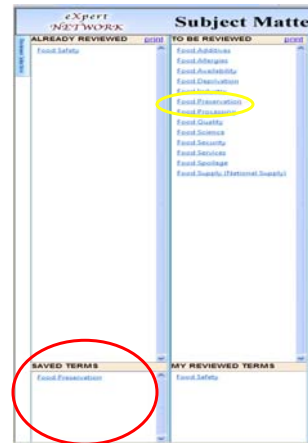 eXpert
NETWORK
Subject Matte
ALREADY REVIEWED print
Food Safety
TO BE REVIEWED print
Food Additives
Food Allergies
Food Availability
Food Deprivation
Food Industry
Food Preservation
Food Processing
Food Quality
Food Science
Food Security
Food Services
Food Spoilage
Food Supply (National Supply)
SAVED TERMS
Food Preservation
MY REVIEWED TERMS
Food Safety